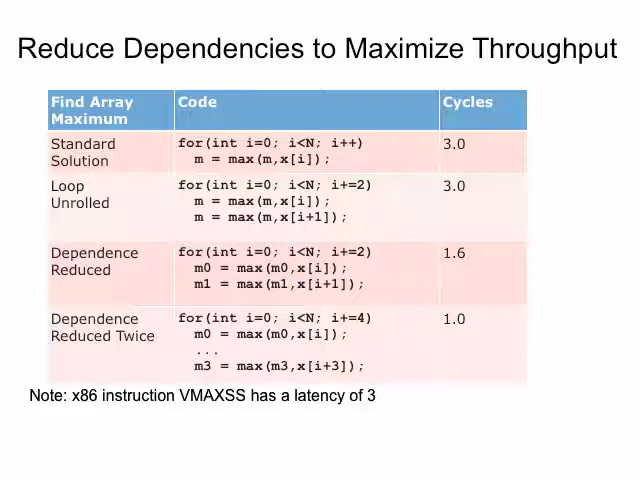 Reduce Dependencies to Maximize Throughput
Find Array Maximum Code Cycles
Standard Solution for(int i=0; i<N; i++) 3.0
m = max(m,x[i]);
Loop Unrolled for(int i=0; i<N; i+=2) 3.0
m = max(m,x[i]);
m = max(m,x[i+1]);
Dependence Reduced for(int i=0; i<N; i+=2) 1.6
m0 = max(m0,x[i]);
m1 = max(m1,x[i+1]);
Dependence Reduced Twice for(int i=0; i<N; i+=4) 1.0
m0 = max(m0,x[i]);
...
m3 = max(m3,x[i+3]);
Note: x86 instruction VMAXSS has a latency of 3